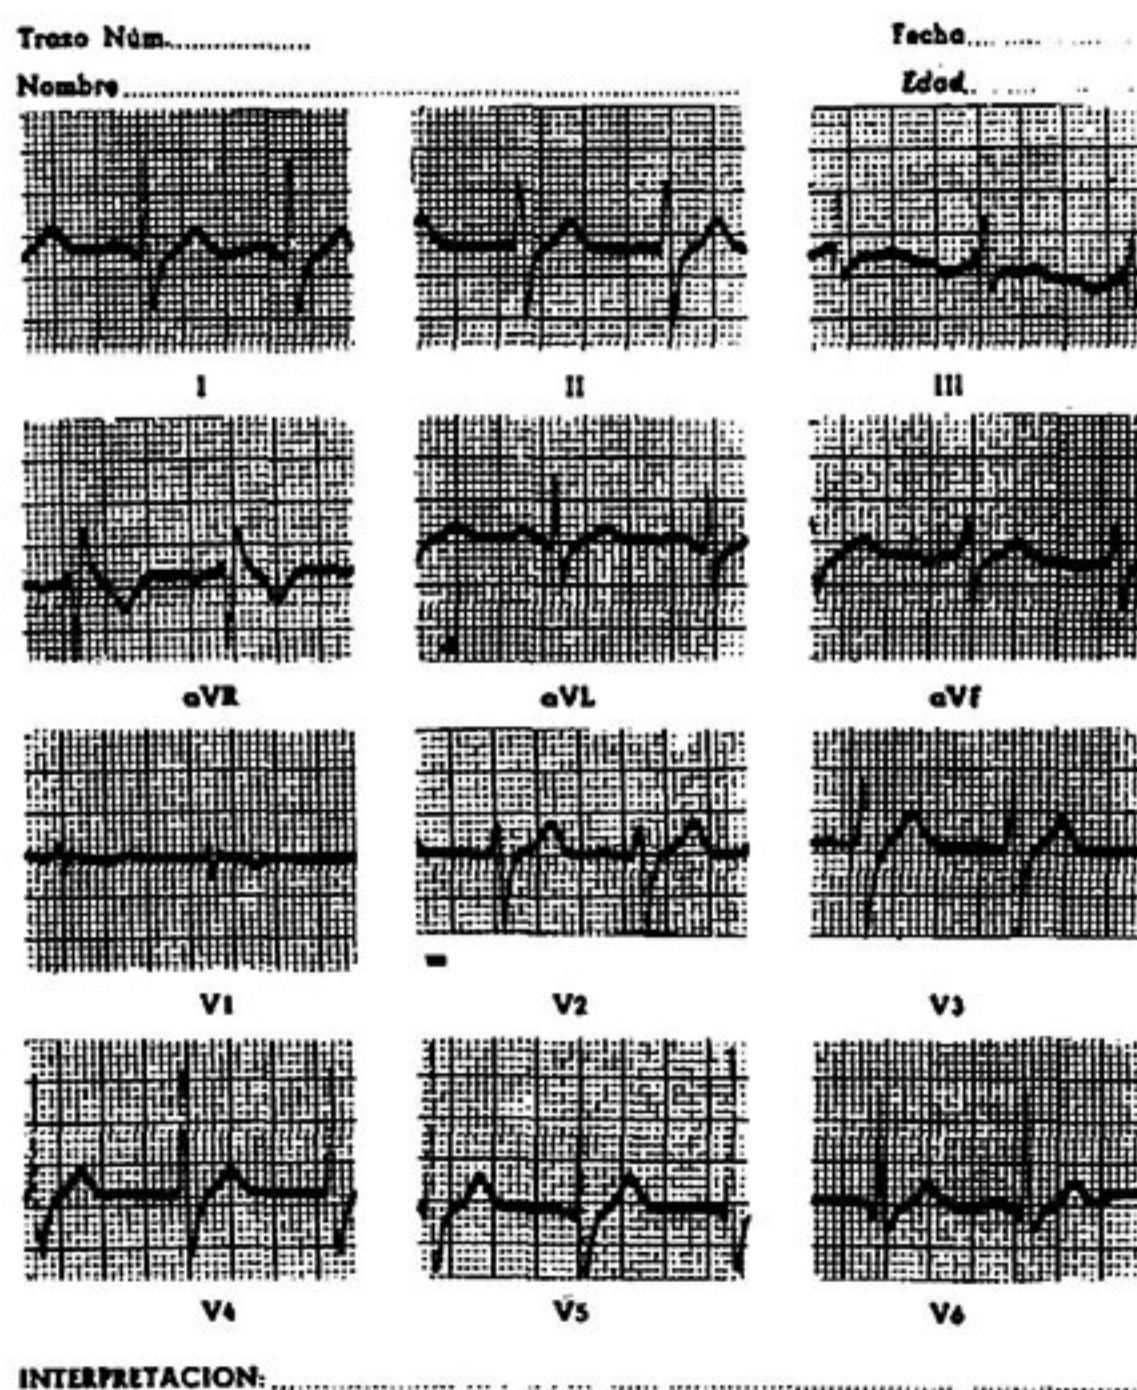 Trazo Núm. Fecha
Nombre Edad
I II III
aVR aVL aVf
V1 V2 V3
V4 V5 V6
INTERPRETACION: